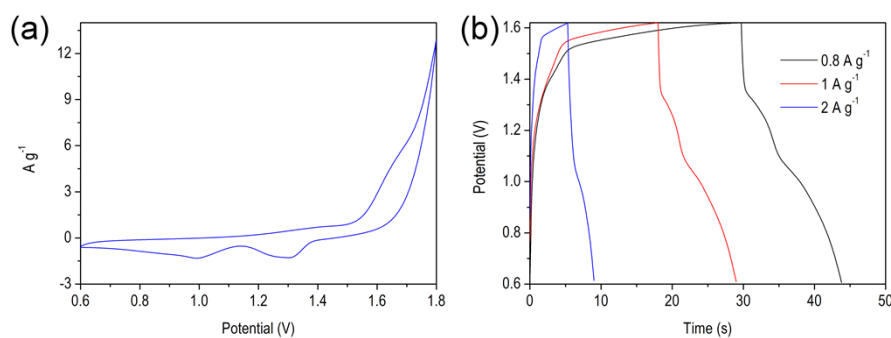 (a)
12
9
6
3
0
-3
A g⁻¹
0.6
0.8
1.0
1.2
1.4
1.6
1.8
Potential (V)
(b)
1.6
1.4
1.2
1.0
0.8
0.6
Potential (V)
0.8 A g⁻¹
1 A g⁻¹
2 A g⁻¹
0
10
20
30
40
50
Time (s)